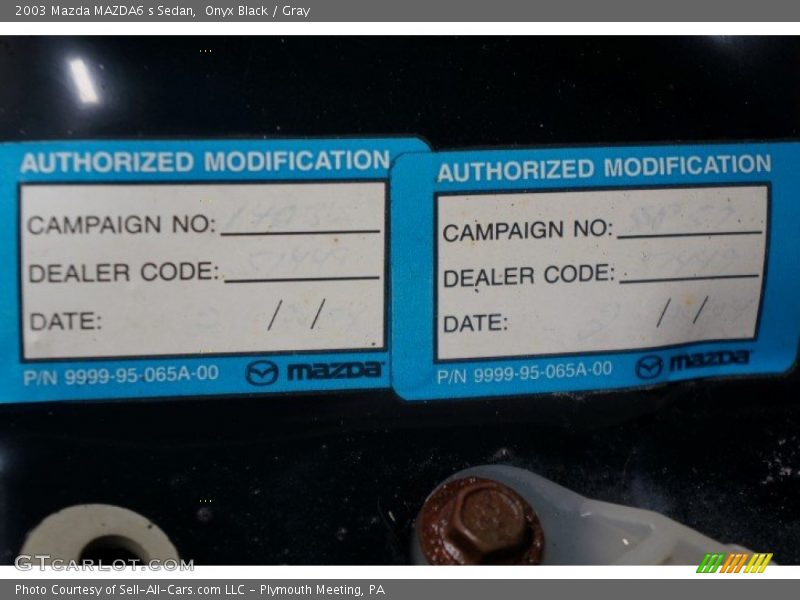 2003 Mazda MAZDA6 s Sedan,  Onyx Black / Gray
AUTHORIZED MODIFICATION
CAMPAIGN NO:
DEALER CODE:
DATE: / /
P/N 9999-95-065A-00 mazda
AUTHORIZED MODIFICATION
CAMPAIGN NO:
DEALER CODE:
DATE: / /
P/N 9999-95-065A-00 mazda
GTCARLOT.COM
Photo Courtesy of Sell-All-Cars.com LLC - Plymouth Meeting, PA